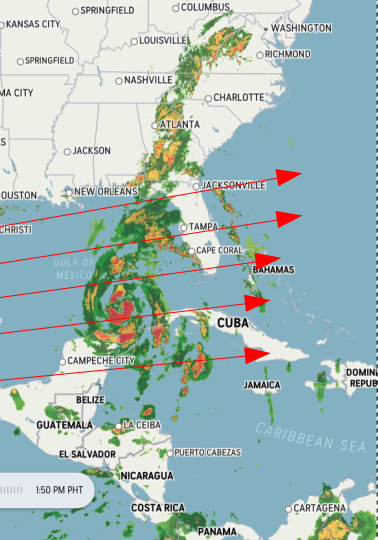 COLUMBUS
SPRINGFIELD
KANSAS CITY
WASHINGTON
LOUISVILLE
RICHMOND
SPRINGFIELD
NASHVILLE
MA CITY
CHARLOTTE
ATLANTA
JACKSON
JACKSONVILLE
NEW ORLEANS
OUSTON
CHRISTI
TAMPA
CAPE CORAL
GULF OF
MEXICO
BAHAMAS
CUBA
CAMPECHE CITY
DOMINI
REPUB
JAMAICA
BELIZE
GUATEMALA
LA CEIBA
CARIBBEAN SEA
EL SALVADOR
PUERTO CABEZAS
NICARAGUA
1:50 PM PHT
COSTA RICA
CARTAGENA
PANAMA